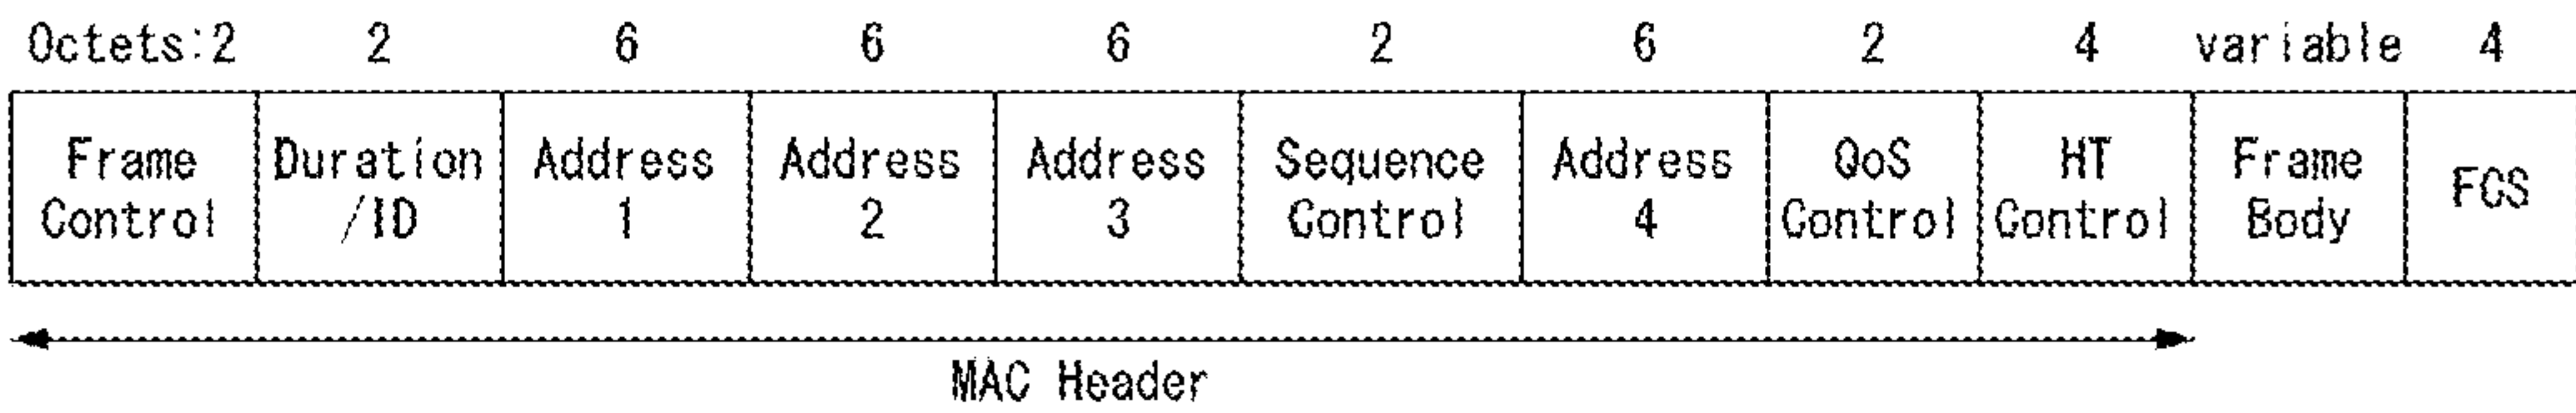 Octets:2 2 6 6 6 2 6 2 4 variable 4
Frame Duration Address Address Address Sequence Address QoS HT Frame FCS
Control /ID 1 2 3 Control 4 Control Control Body
MAC Header